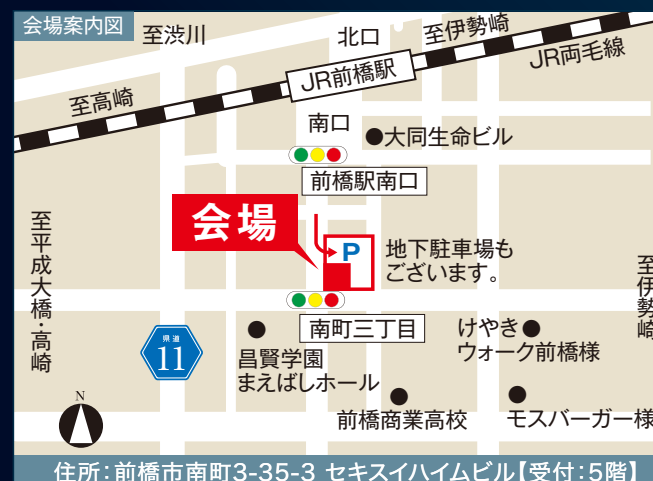 会場案内図
至渋川
北口
至伊勢崎
JR両毛線
JR前橋駅
至高崎
南口
大同生命ビル
前橋駅南口
会場
P
地下駐車場も
ございます。
至平成大橋・高崎
至伊勢崎
南町三丁目
県道
11
昌賢学園
まえばしホール
けやき
ウォーク前橋様
前橋商業高校
モスバーガー様
N
住所:前橋市南町3-35-3 セキスイハイムビル【受付:5階】